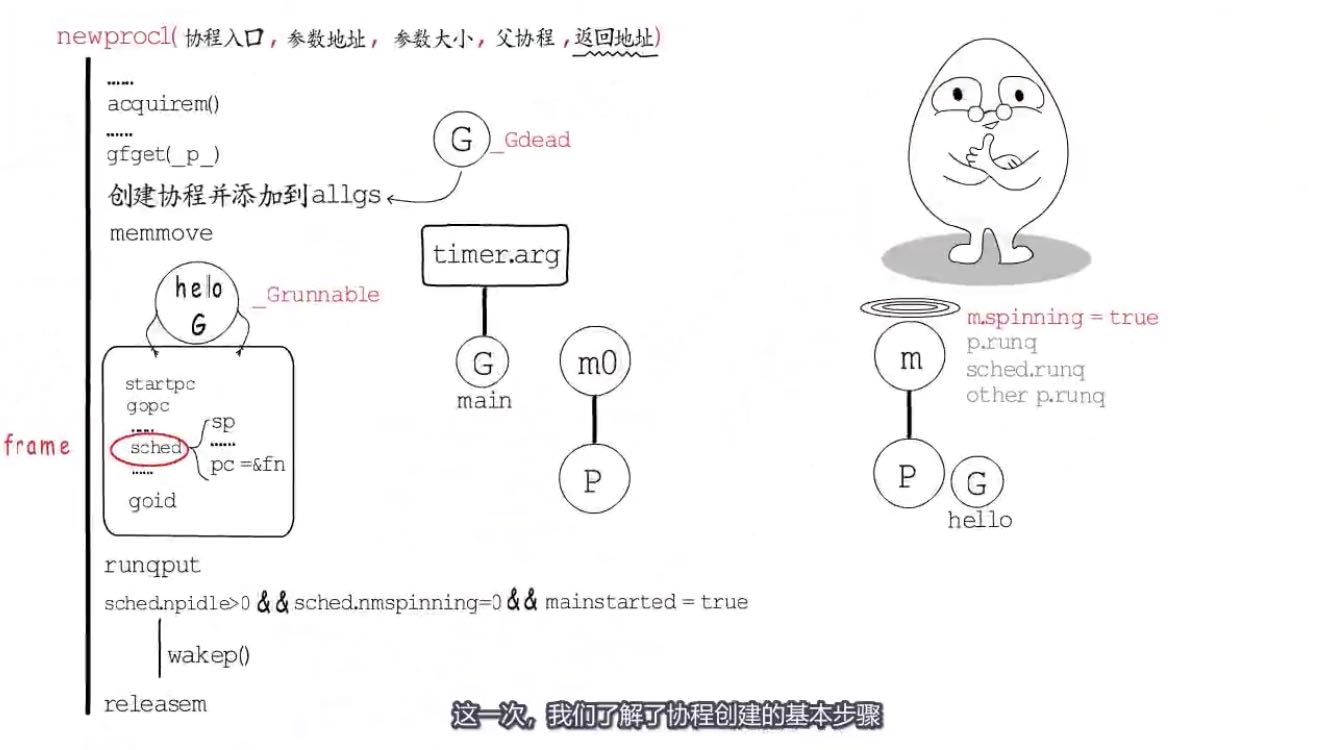 newproc1(协程入口, 参数地址, 参数大小, 父协程, 返回地址)
......
acquirem()
......
gfget(_p_)
G
_Gdead
创建协程并添加到allgs
memmove
hello
G
_Grunnable
startpc
gopc
......
sched
sp
......
pc =&fn
......
goid
frame
timer.arg
G
main
m0
P
m
m.spinning = true
p.runq
sched.runq
other p.runq
P
G
hello
runqput
sched.npidle>0 && sched.nmspinning=0 && mainstarted = true
wakep()
releasem
这一次，我们了解了协程创建的基本步骤